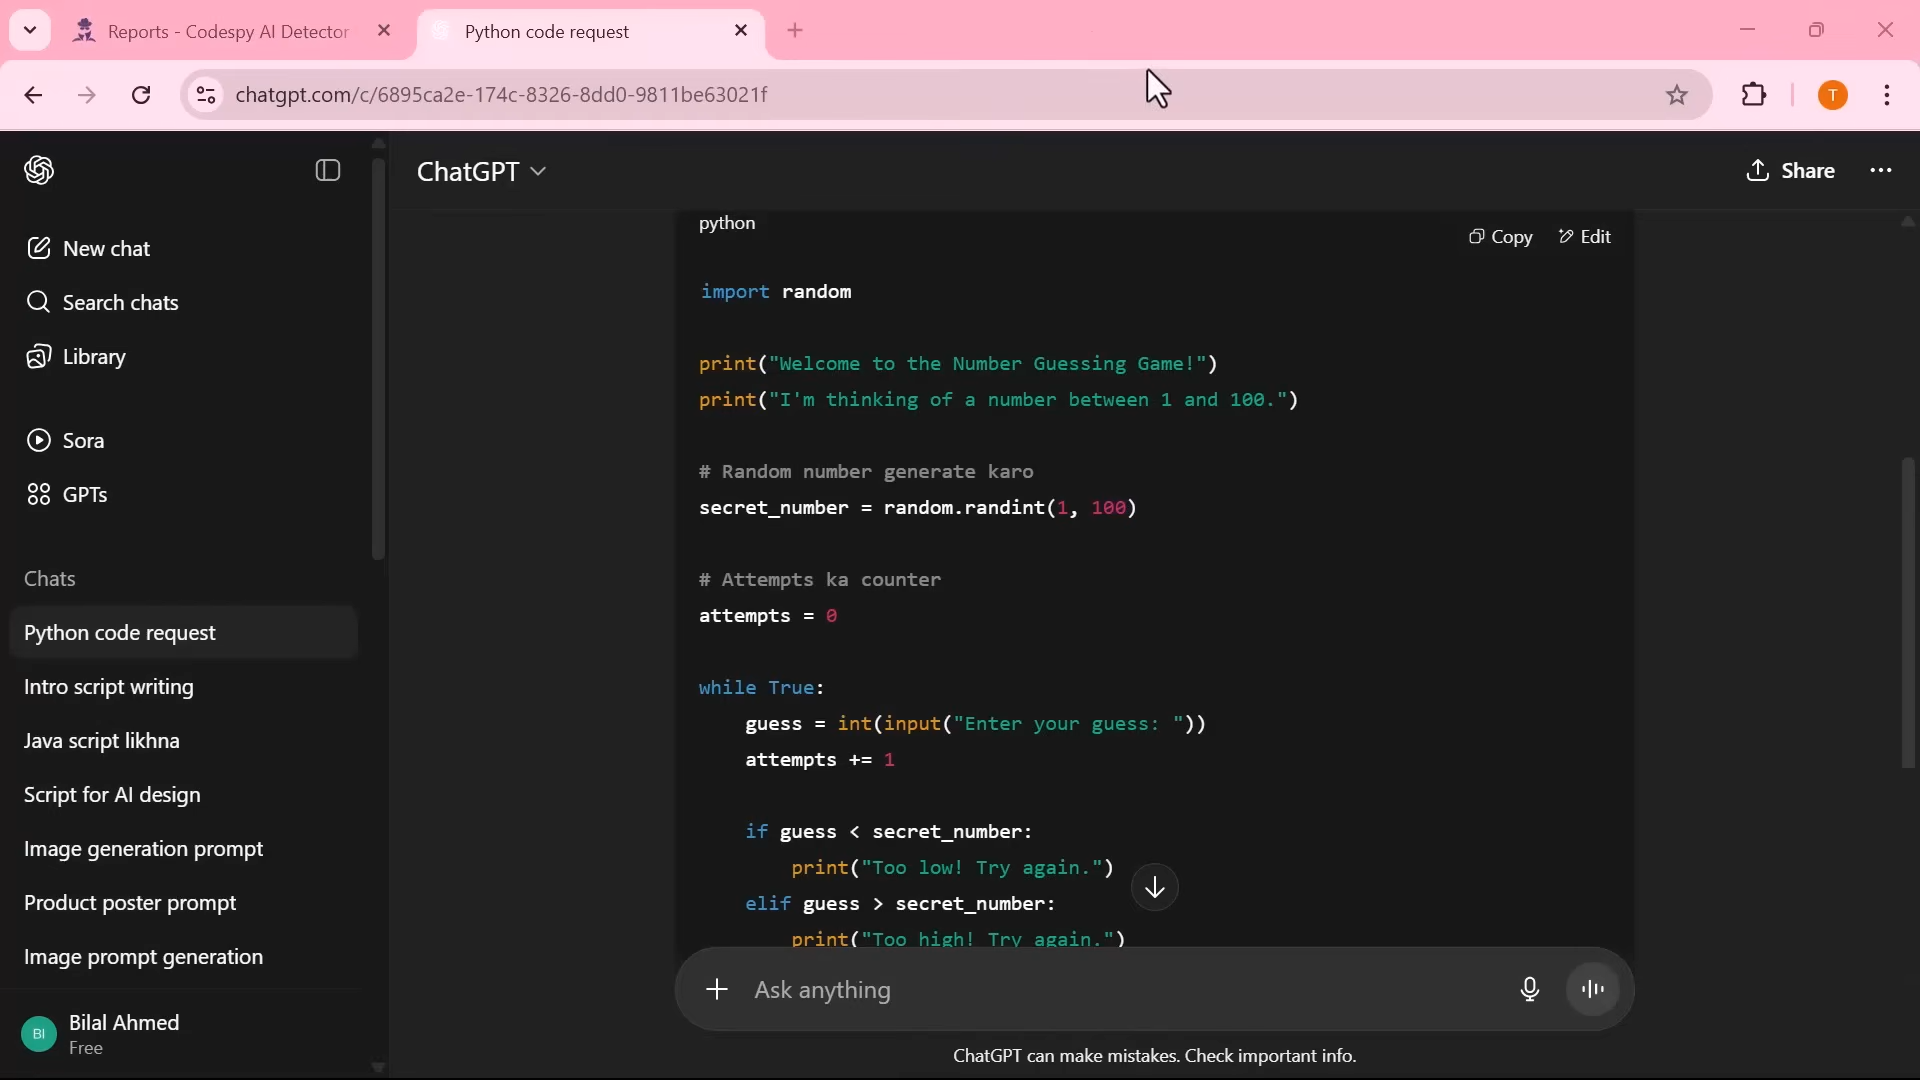 Reports - Codespy AI Detector
Python code request
chatgpt.com/c/6895ca2e-174c-8326-8dd0-9811be63021f
T
ChatGPT
Share
New chat
Search chats
Library
Sora
GPTs
Chats
Python code request
Intro script writing
Java script likhna
Script for AI design
Image generation prompt
Product poster prompt
Image prompt generation
BI
Bilal Ahmed
Free
python
Copy
Edit
import random
print("Welcome to the Number Guessing Game!")
print("I'm thinking of a number between 1 and 100.")
# Random number generate karo
secret_number = random.randint(1, 100)
# Attempts ka counter
attempts = 0
while True:
guess = int(input("Enter your guess: "))
attempts += 1
if guess < secret_number:
print("Too low! Try again.")
elif guess > secret_number:
print("Too high! Try again.")
Ask anything
ChatGPT can make mistakes. Check important info.